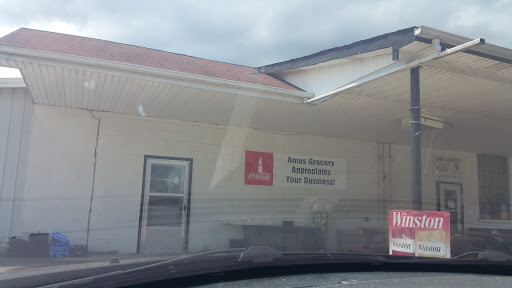 Coca-Cola
Amos Grocery
Appreciates
Your Business!
Winston
Winston
Winston